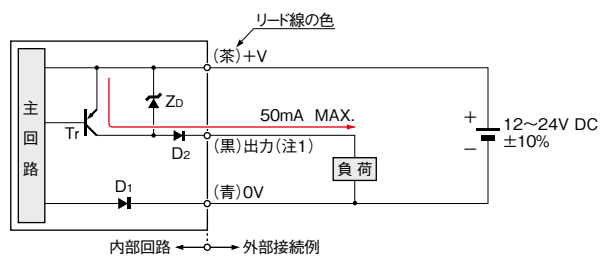 リード線の色
(茶)+V
主回路
Tr
ZD
50mA MAX.
D2
(黒)出力(注1)
+
12～24V DC
±10%
−
負荷
D1
(青)0V
内部回路
外部接続例